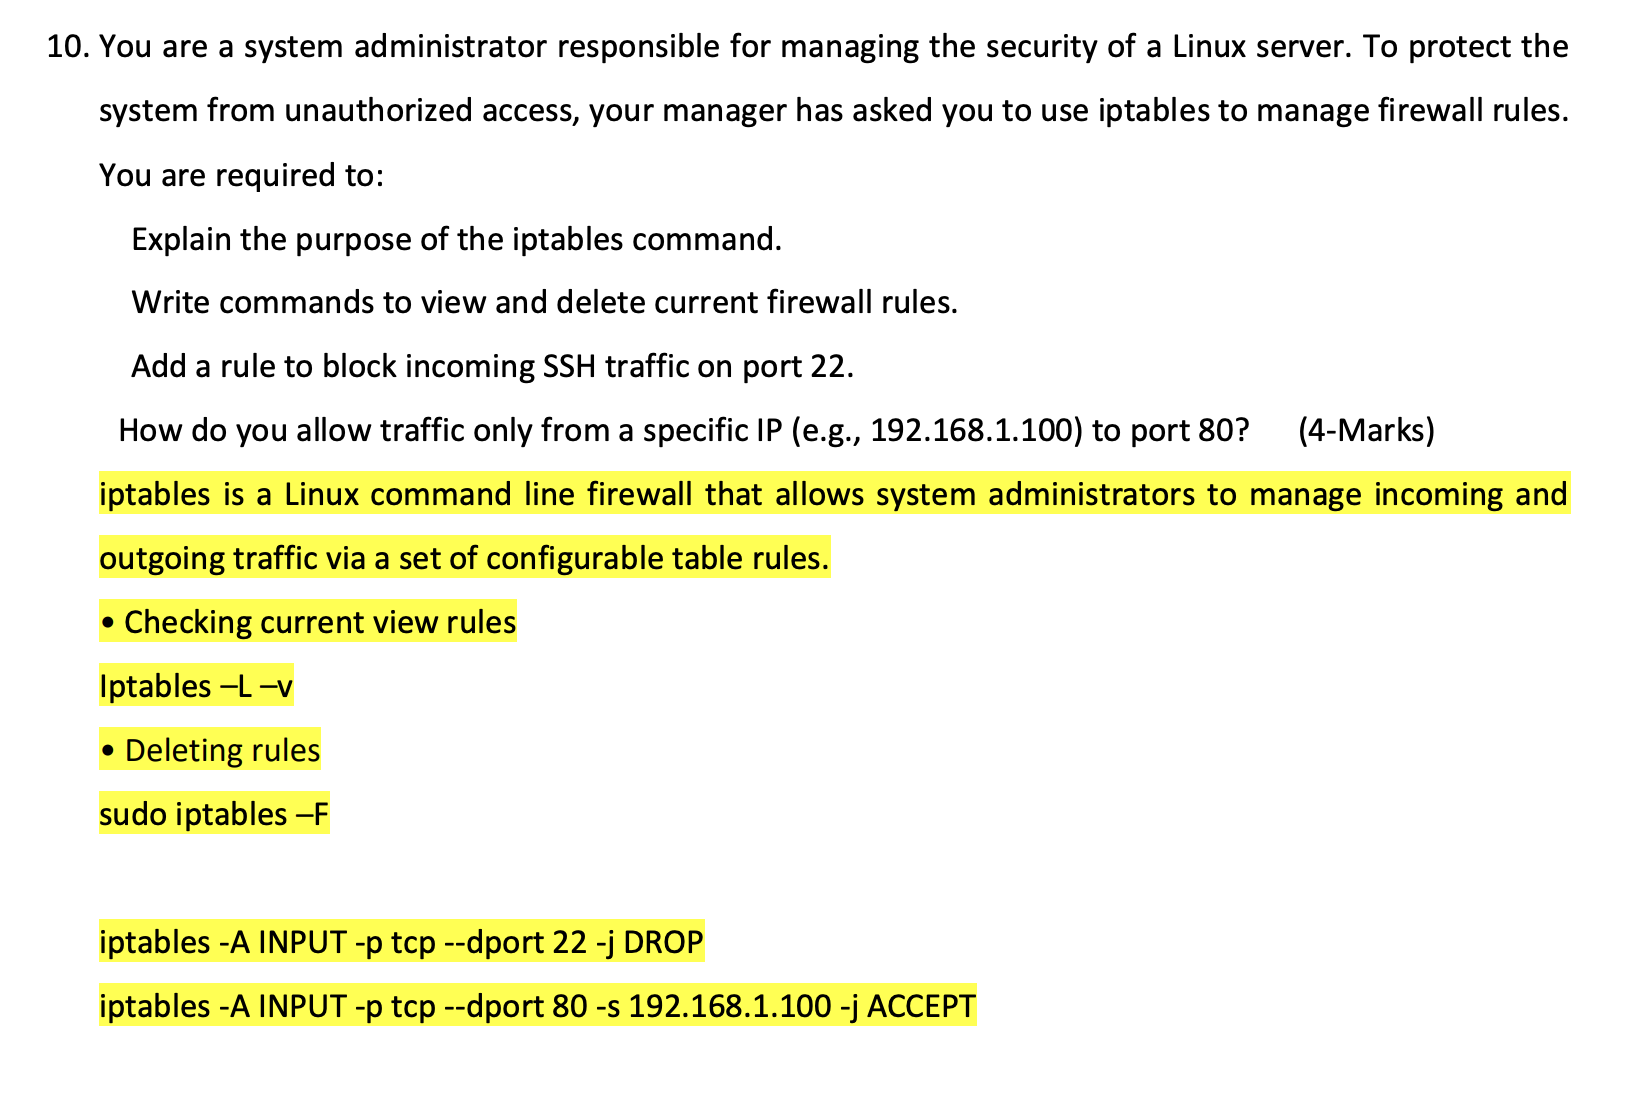 10. You are a system administrator responsible for managing the security of a Linux server. To protect the
system from unauthorized access, your manager has asked you to use iptables to manage firewall rules.
You are required to:
Explain the purpose of the iptables command.
Write commands to view and delete current firewall rules.
Add a rule to block incoming SSH traffic on port 22.
How do you allow traffic only from a specific IP (e.g., 192.168.1.100) to port 80? (4-Marks)
iptables is a Linux command line firewall that allows system administrators to manage incoming and
outgoing traffic via a set of configurable table rules.
• Checking current view rules
Iptables –L –v
• Deleting rules
sudo iptables –F
iptables -A INPUT -p tcp --dport 22 -j DROP
iptables -A INPUT -p tcp --dport 80 -s 192.168.1.100 -j ACCEPT